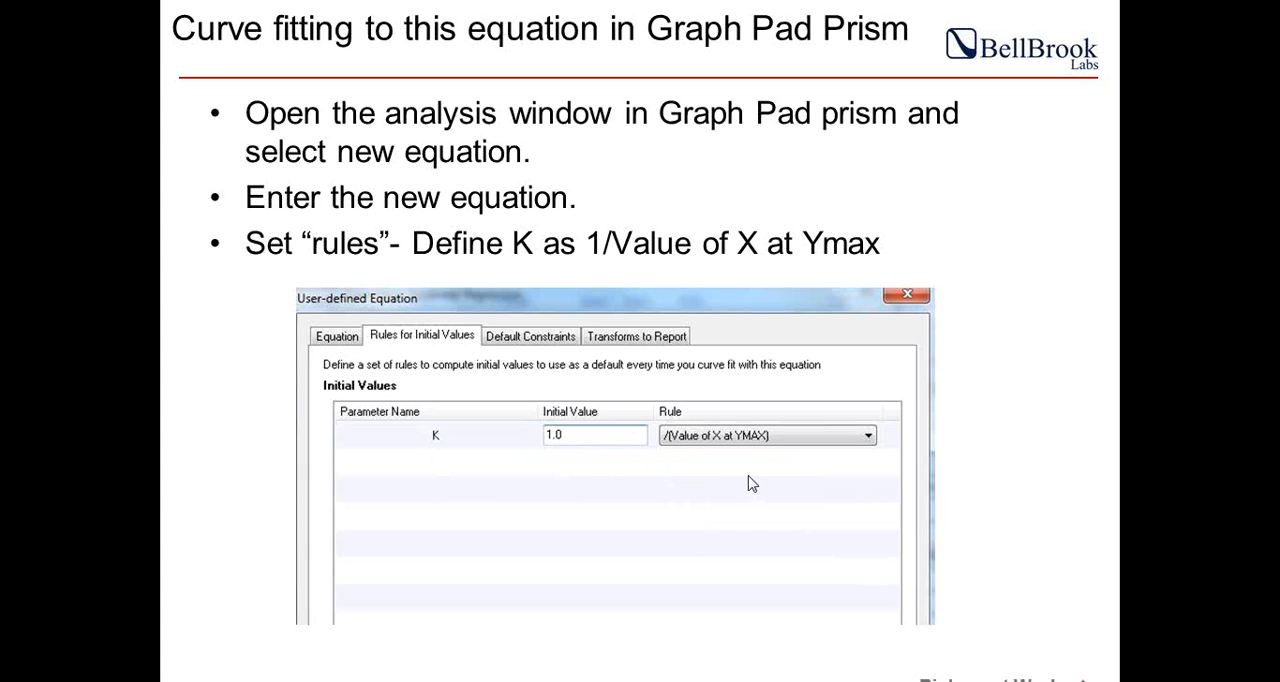 Curve fitting to this equation in Graph Pad Prism
BellBrook
Labs
• Open the analysis window in Graph Pad prism and
select new equation.
• Enter the new equation.
• Set “rules”- Define K as 1/Value of X at Ymax
User-defined Equation
Equation Rules for Initial Values Default Constraints Transforms to Report
Define a set of rules to compute initial values to use as a default every time you curve fit with this equation
Initial Values
Parameter Name Initial Value Rule
K 1.0 /(Value of X at YMAX)